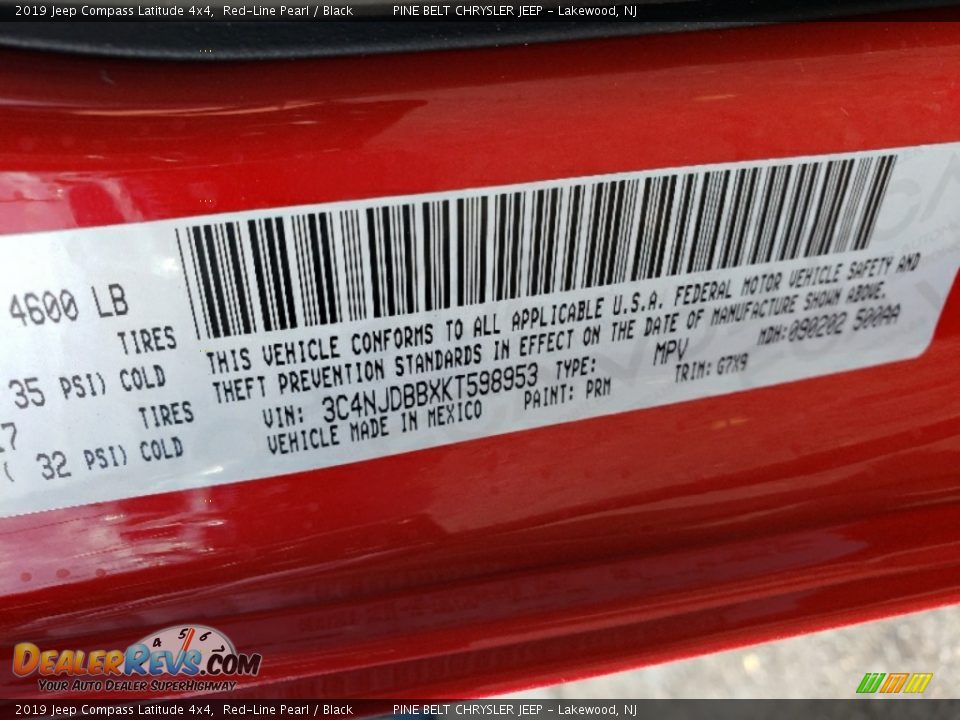 2019 Jeep Compass Latitude 4x4,  Red-Line Pearl / Black          PINE BELT CHRYSLER JEEP - Lakewood, NJ
4600 LB
TIRES
35 PSI) COLD
TIRES
( 32 PSI) COLD
THIS VEHICLE CONFORMS TO ALL APPLICABLE U.S.A. FEDERAL MOTOR VEHICLE SAFETY AND
THEFT PREVENTION STANDARDS IN EFFECT ON THE DATE OF MANUFACTURE SHOWN ABOVE.
VIN: 3C4NJDBBXKT598953 TYPE: MPV MDH:090202 500AA
VEHICLE MADE IN MEXICO PAINT: PRM TRIM:G7X9
4 5 6
DealerRevs.com
Your Auto Dealer SuperHighway
2019 Jeep Compass Latitude 4x4,  Red-Line Pearl / Black          PINE BELT CHRYSLER JEEP - Lakewood, NJ